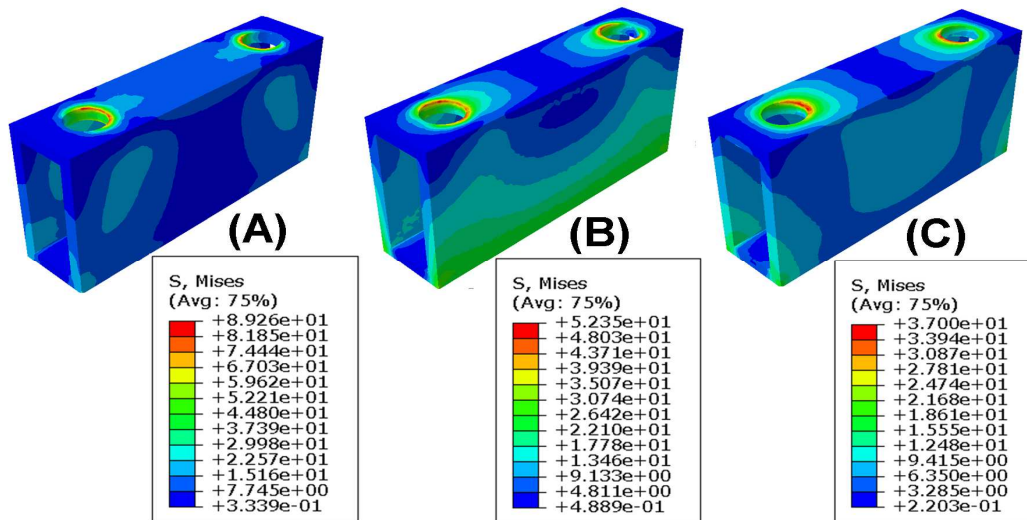 (A)
(B)
(C)
S, Mises
(Avg: 75%)
+8.926e+01
+8.185e+01
+7.444e+01
+6.703e+01
+5.962e+01
+5.221e+01
+4.480e+01
+3.739e+01
+2.998e+01
+2.257e+01
+1.516e+01
+7.745e+00
+3.339e-01
S, Mises
(Avg: 75%)
+5.235e+01
+4.803e+01
+4.371e+01
+3.939e+01
+3.507e+01
+3.074e+01
+2.642e+01
+2.210e+01
+1.778e+01
+1.346e+01
+9.133e+00
+4.811e+00
+4.889e-01
S, Mises
(Avg: 75%)
+3.700e+01
+3.394e+01
+3.087e+01
+2.781e+01
+2.474e+01
+2.168e+01
+1.861e+01
+1.555e+01
+1.248e+01
+9.415e+00
+6.350e+00
+3.285e+00
+2.203e-01